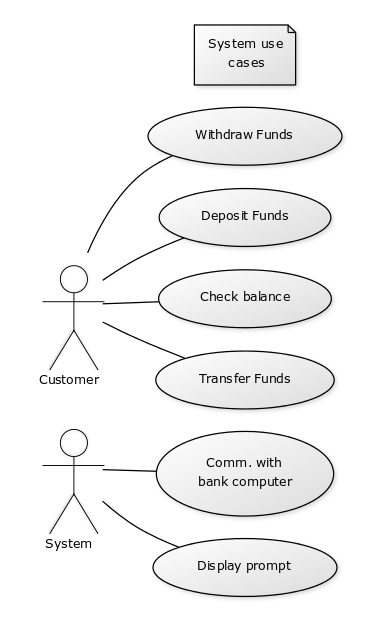 System use
cases
Withdraw Funds
Deposit Funds
Check balance
Transfer Funds
Customer
Comm. with
bank computer
System
Display prompt